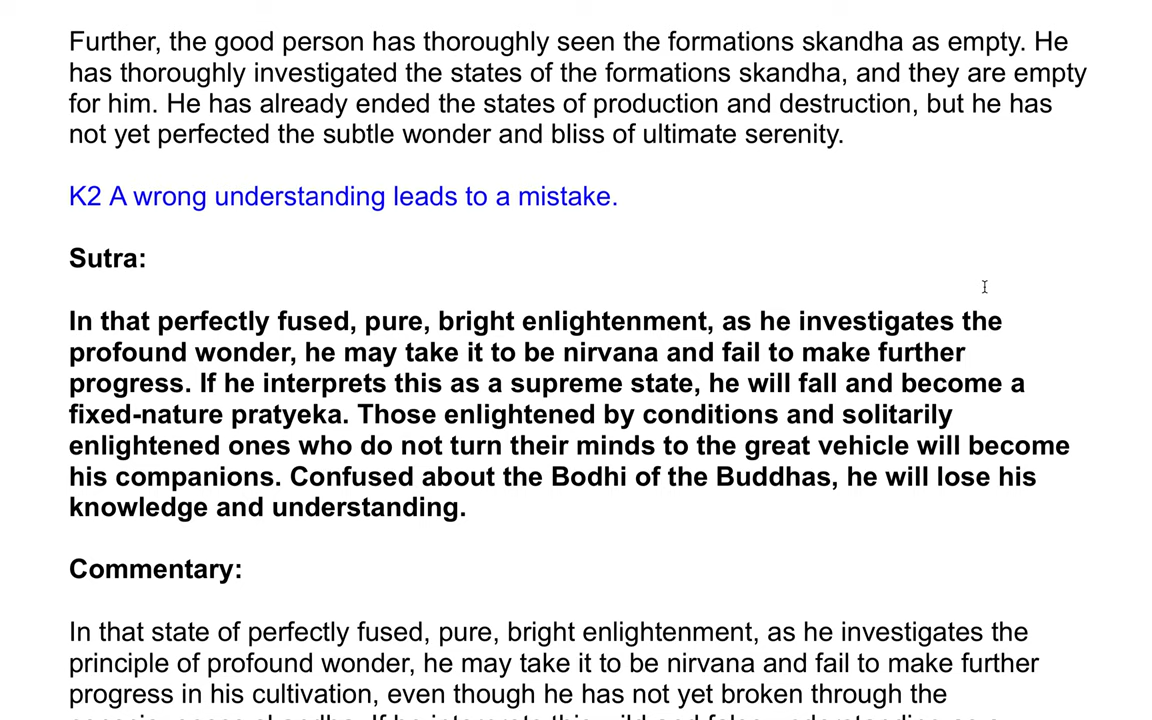 Further, the good person has thoroughly seen the formations skandha as empty. He
has thoroughly investigated the states of the formations skandha, and they are empty
for him. He has already ended the states of production and destruction, but he has
not yet perfected the subtle wonder and bliss of ultimate serenity.
K2 A wrong understanding leads to a mistake.
Sutra:
In that perfectly fused, pure, bright enlightenment, as he investigates the
profound wonder, he may take it to be nirvana and fail to make further
progress. If he interprets this as a supreme state, he will fall and become a
fixed-nature pratyeka. Those enlightened by conditions and solitarily
enlightened ones who do not turn their minds to the great vehicle will become
his companions. Confused about the Bodhi of the Buddhas, he will lose his
knowledge and understanding.
Commentary:
In that state of perfectly fused, pure, bright enlightenment, as he investigates the
principle of profound wonder, he may take it to be nirvana and fail to make further
progress in his cultivation, even though he has not yet broken through the